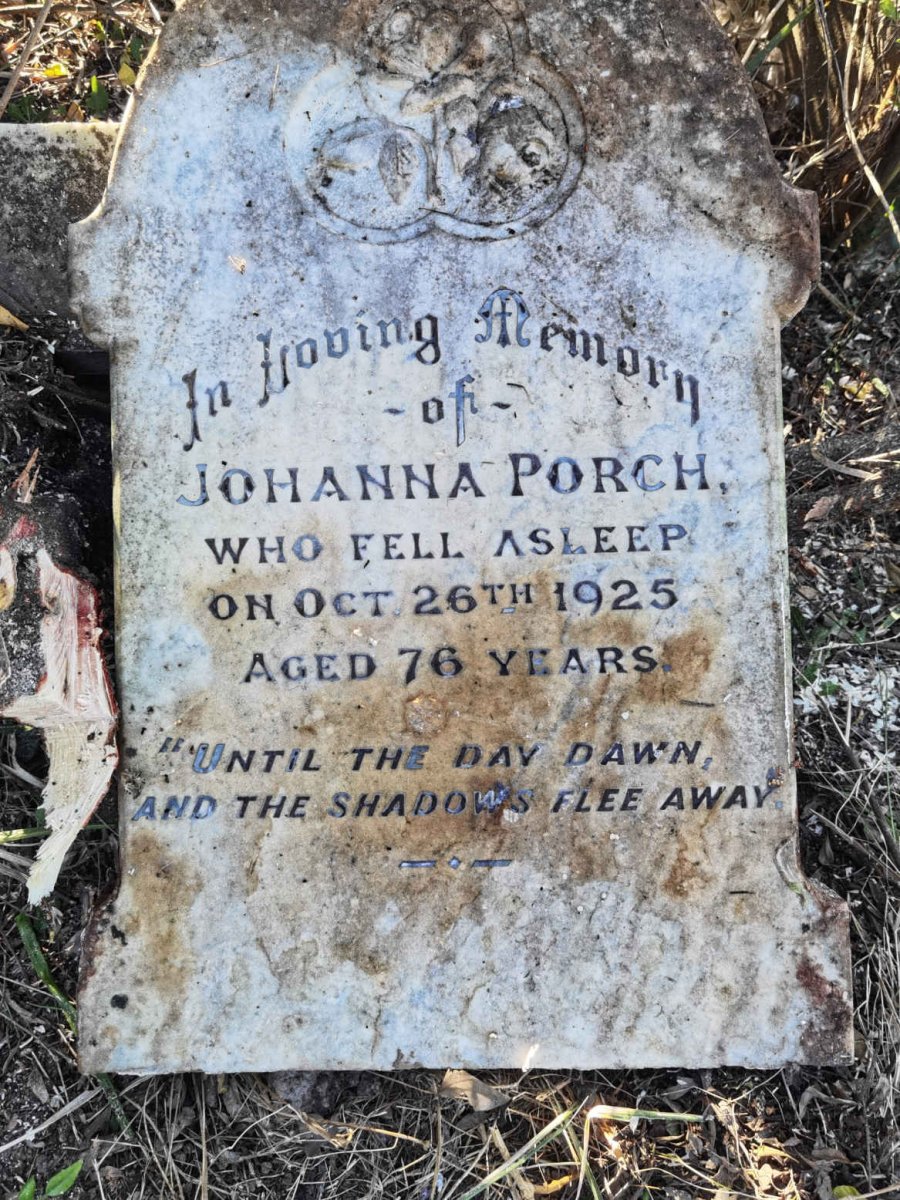 In Loving Memory
- of -
JOHANNA PORCH,
WHO FELL ASLEEP
ON OCT. 26TH 1925
AGED 76 YEARS.
"UNTIL THE DAY DAWN,
AND THE SHADOWS FLEE AWAY."